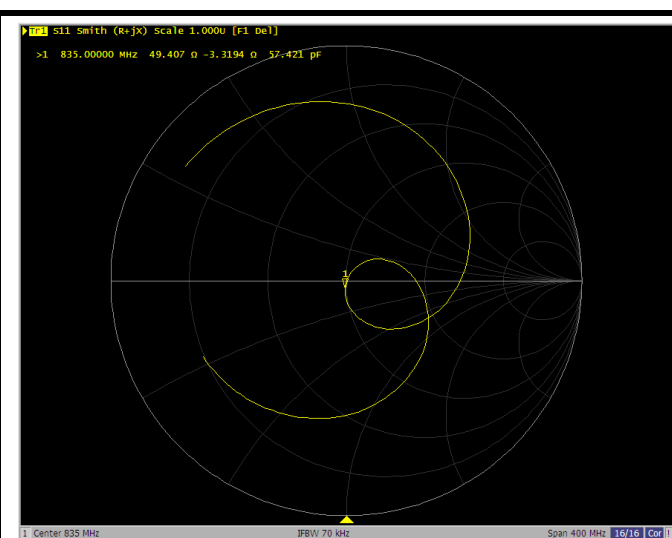 Tr1 S11 Smith (R+jX) Scale 1.000U [F1 Del]
>1 835.00000 MHz 49.407 Ω -3.3194 Ω 57.421 pF
1
1 Center 835 MHz IFBW 70 kHz Span 400 MHz 16/16 Cor !